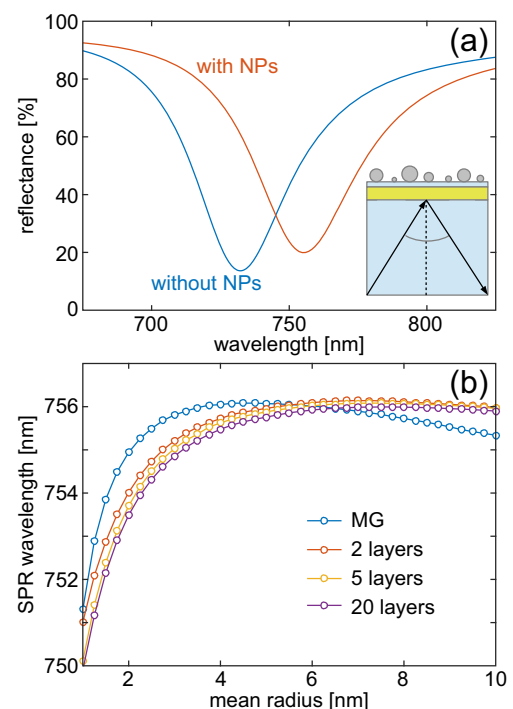 100
80
60
40
20
0
reflectance [%]
(a)
with NPs
without NPs
700
750
800
wavelength [nm]
(b)
756
754
751
750
SPR wavelength [nm]
MG
2 layers
5 layers
20 layers
2
4
6
8
10
mean radius [nm]